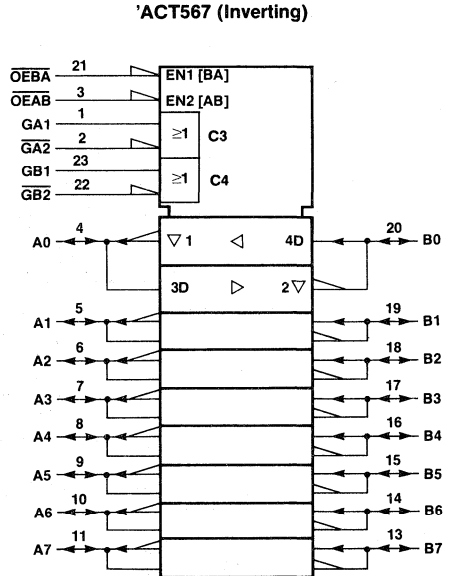 'ACT567 (Inverting)
OEBA 21 EN1 [BA]
OEAB 3 EN2 [AB]
GA1 1
≥1 C3
GA2 2
GB1 23
≥1 C4
GB2 22
A0 4 ▽ 1 ◁ 4D 20 B0
3D ▷ 2 ▽
A1 5 19 B1
A2 6 18 B2
A3 7 17 B3
A4 8 16 B4
A5 9 15 B5
A6 10 14 B6
A7 11 13 B7